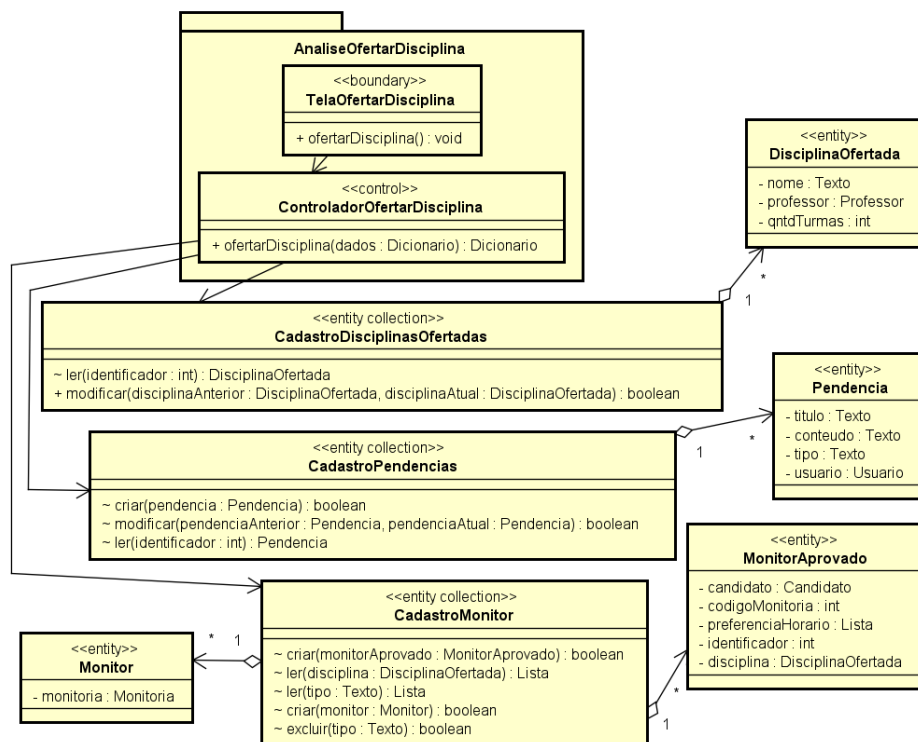 AnaliseOfertarDisciplina
<<boundary>>
TelaOfertarDisciplina
+ ofertarDisciplina() : void
<<control>>
ControladorOfertarDisciplina
+ ofertarDisciplina(dados : Dicionario) : Dicionario
<<entity>>
DisciplinaOfertada
- nome : Texto
- professor : Professor
- qntdTurmas : int
*
1
<<entity collection>>
CadastroDisciplinasOfertadas
~ ler(identificador : int) : DisciplinaOfertada
+ modificar(disciplinaAnterior : DisciplinaOfertada, disciplinaAtual : DisciplinaOfertada) : boolean
<<entity>>
Pendencia
- titulo : Texto
- conteudo : Texto
- tipo : Texto
- usuario : Usuario
1
*
<<entity collection>>
CadastroPendencias
~ criar(pendencia : Pendencia) : boolean
~ modificar(pendenciaAnterior : Pendencia, pendenciaAtual : Pendencia) : boolean
~ ler(identificador : int) : Pendencia
<<entity>>
MonitorAprovado
- candidato : Candidato
- codigoMonitoria : int
- preferenciaHorario : Lista
- identificador : int
- disciplina : DisciplinaOfertada
<<entity collection>>
CadastroMonitor
~ criar(monitorAprovado : MonitorAprovado) : boolean
~ ler(disciplina : DisciplinaOfertada) : Lista
~ ler(tipo : Texto) : Lista
~ criar(monitor : Monitor) : boolean
~ excluir(tipo : Texto) : boolean
* 1
<<entity>>
Monitor
- monitoria : Monitoria
*
1